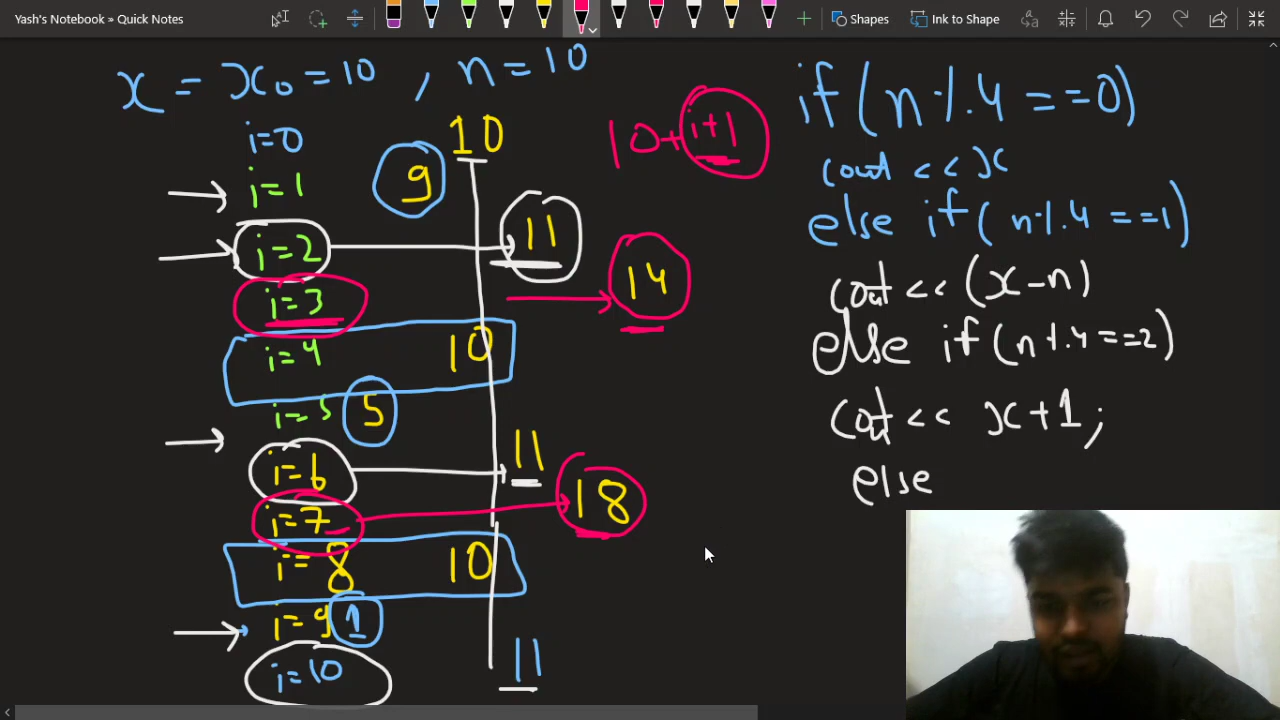 Yash's Notebook » Quick Notes
Shapes
Ink to Shape
x = x₀ = 10 , n = 10
i=0 10
10+i+1
i=1 9
i=2 11
i=3 14
i=4 10
i=5 5
i=6 11
i=7 18
i=8 10
i=9 1
i=10 11
if(n%4 ==0)
cout << x
else if(n%4 ==1)
cout << (x-n)
else if(n%4 ==2)
cout << x+1;
else